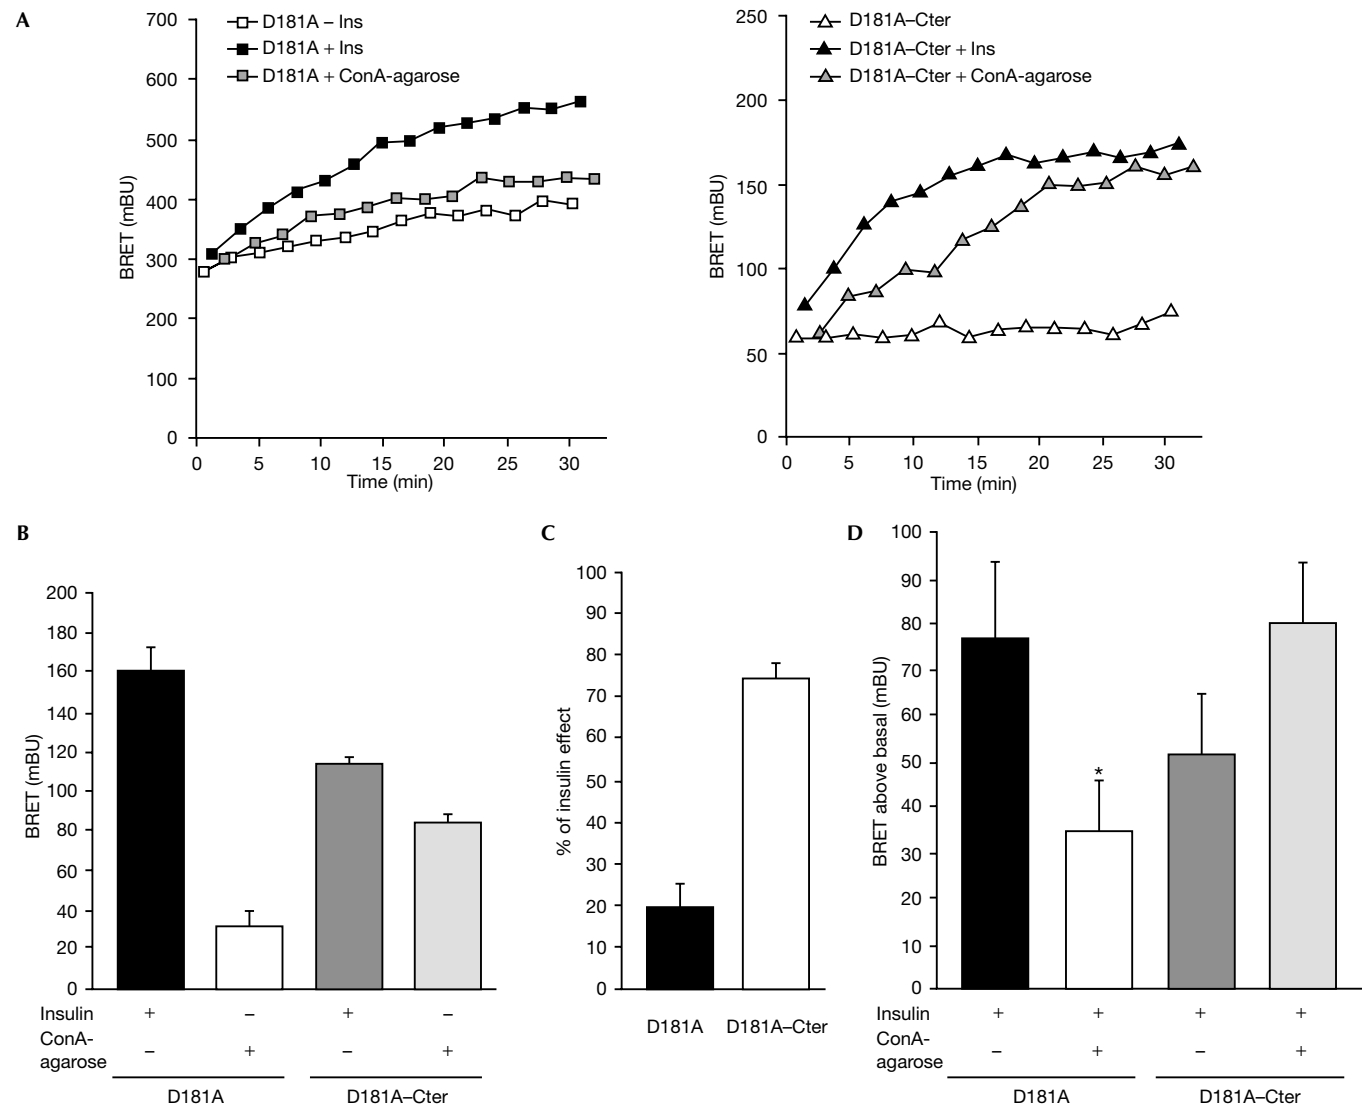 A
D181A – Ins
D181A + Ins
D181A + ConA-agarose
700
600
500
400
300
200
100
0
BRET (mBU)
0 5 10 15 20 25 30
Time (min)
D181A–Cter
D181A–Cter + Ins
D181A–Cter + ConA-agarose
250
200
150
100
50
0
BRET (mBU)
0 5 10 15 20 25 30
Time (min)
B
200
180
160
140
120
100
80
60
40
20
0
BRET (mBU)
Insulin + – + –
ConA-
agarose – + – +
D181A D181A–Cter
C
100
90
80
70
60
50
40
30
20
10
0
% of insulin effect
D181A D181A–Cter
D
100
90
80
70
60
50
40
30
20
10
0
BRET above basal (mBU)
*
Insulin + + + +
ConA-
agarose – + – +
D181A D181A–Cter